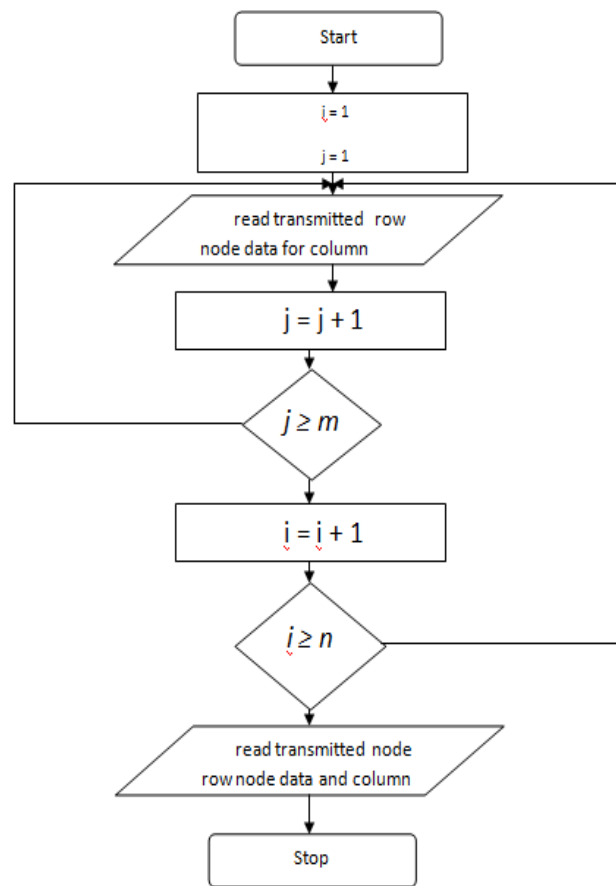 Start
i = 1
j = 1
read transmitted row
node data for column
j = j + 1
j ≥ m
i = i + 1
i ≥ n
read transmitted node
row node data and column
Stop